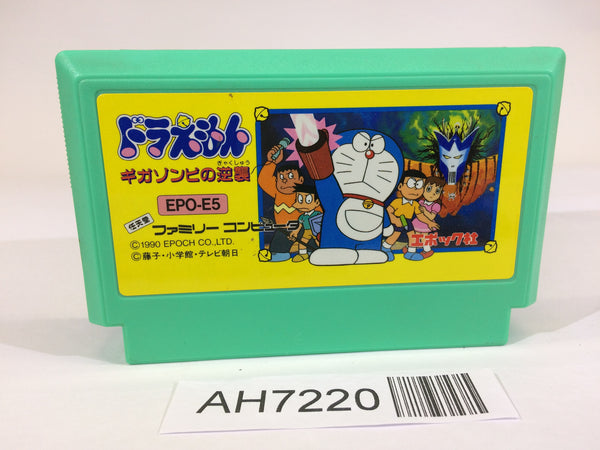 ドラえもん
ぎゃくしゅう
ギガゾンビの逆襲
EPO-E5
任天堂 ファミリー コンピュータ
©1990 EPOCH CO.,LTD.
©藤子・小学館・テレビ朝日
エポック社
AH7220